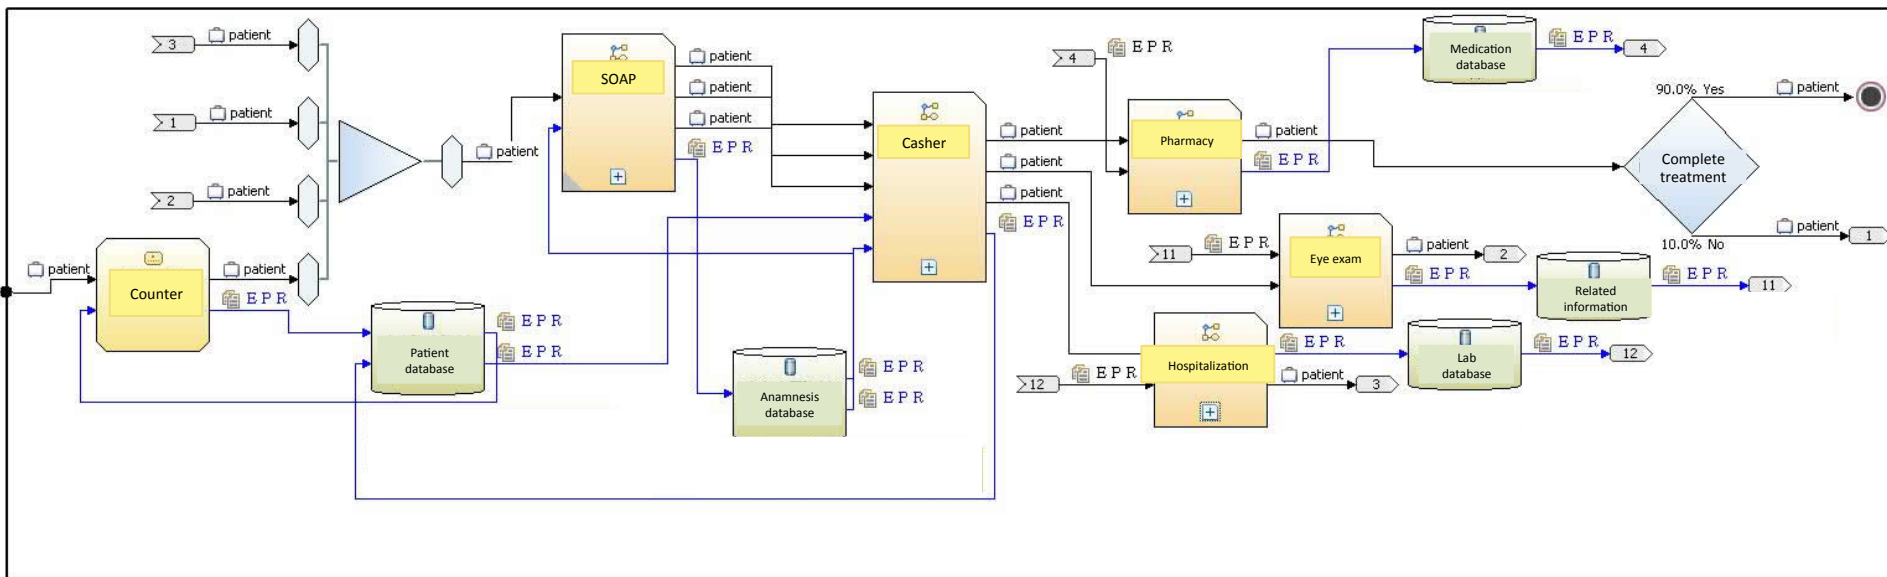 3
patient
1
patient
2
patient
patient
Counter
patient
E P R
Patient
database
E P R
E P R
patient
SOAP
patient
patient
patient
E P R
Anamnesis
database
E P R
E P R
Casher
patient
patient
patient
E P R
4
E P R
Pharmacy
patient
E P R
Medication
database
E P R
4
90.0% Yes
patient
Complete
treatment
10.0% No
patient
1
11
E P R
Eye exam
patient
2
E P R
Related
information
E P R
11
12
E P R
Hospitalization
E P R
patient
3
Lab
database
E P R
12